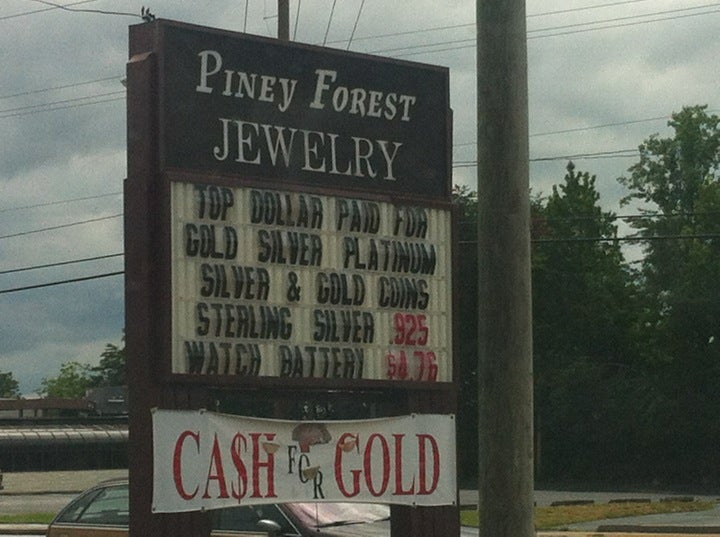 PINEY FOREST
JEWELRY
TOP DOLLAR PAID FOR
GOLD SILVER PLATINUM
SILVER & GOLD COINS
STERLING SILVER .925
WATCH BATTERY $4.76
CA$H FOR GOLD